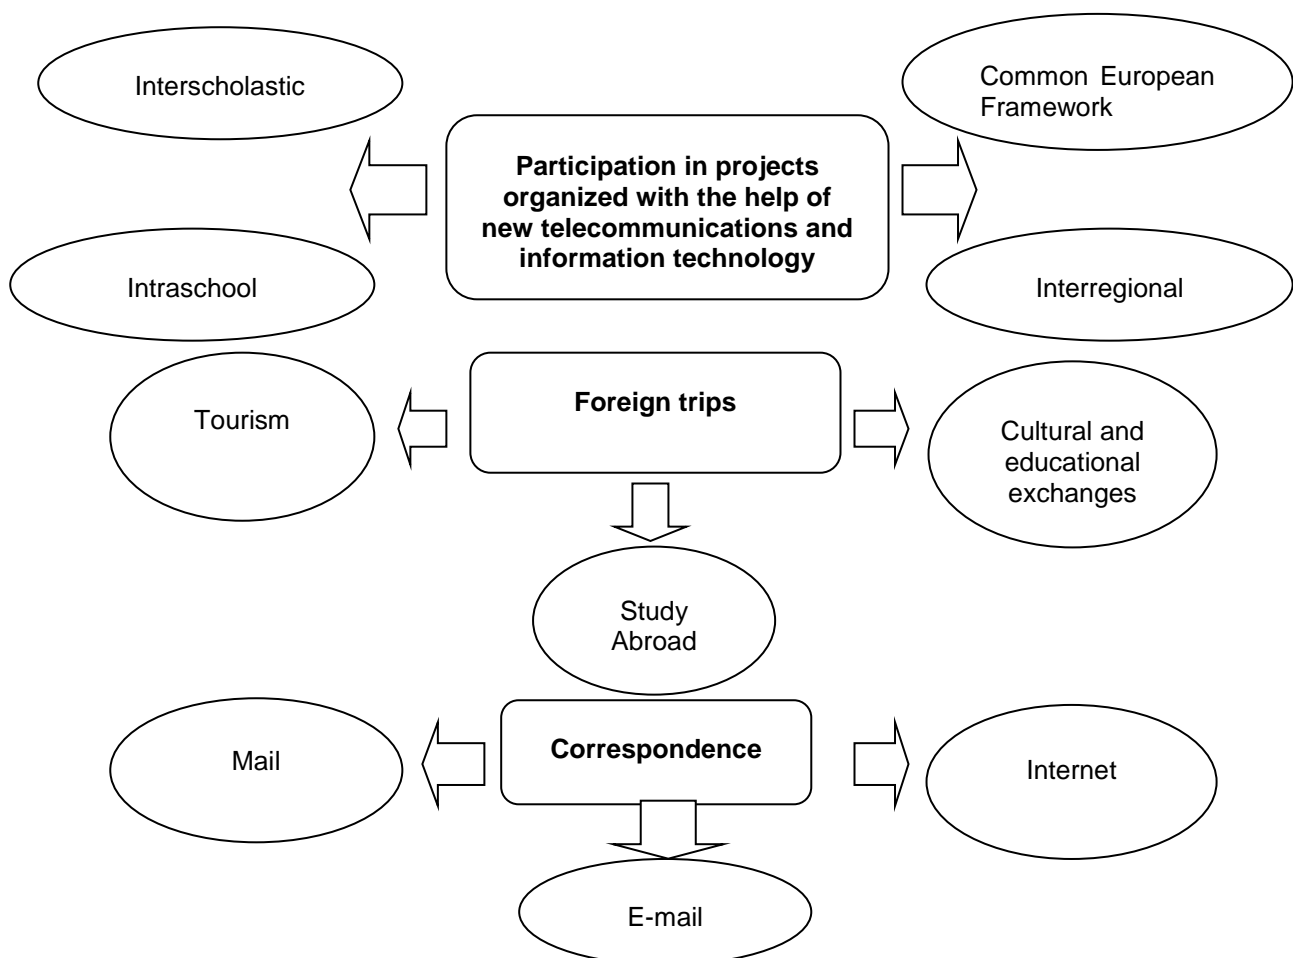 Interscholastic
Common European
Framework
Participation in projects
organized with the help of
new telecommunications and
information technology
Intraschool
Interregional
Tourism
Foreign trips
Cultural and
educational
exchanges
Study
Abroad
Mail
Correspondence
Internet
E-mail